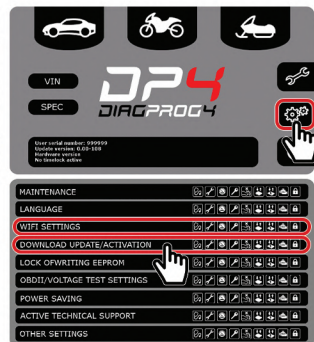 VIN
SPEC
DP4
DIAGPROG4
User serial number: 999999
Update version: 0.00-100
Hardware version
No timelock active
MAINTENANCE
LANGUAGE
WIFI SETTINGS
DOWNLOAD UPDATE/ACTIVATION
LOCK OFWRITING EEPROM
OBDII/VOLTAGE TEST SETTINGS
POWER SAVING
ACTIVE TECHNICAL SUPPORT
OTHER SETTINGS